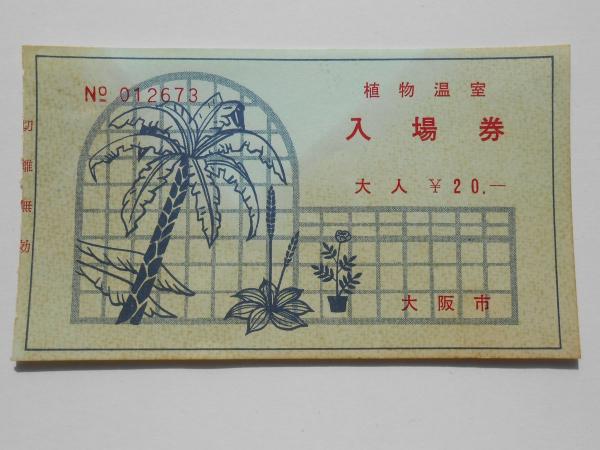 № 012673
植物温室
入場券
大人 ¥20.—
大阪市
切離無効